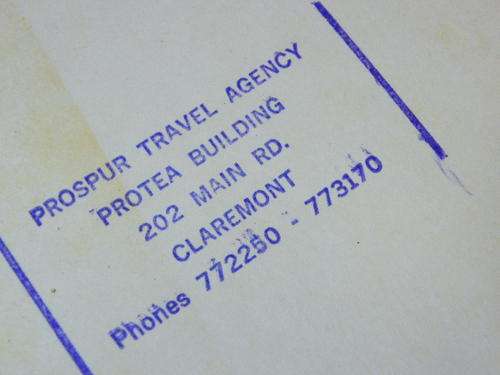 PROSPUR TRAVEL AGENCY
PROTEA BUILDING
202 MAIN RD.
CLAREMONT
Phones 772250 - 773170